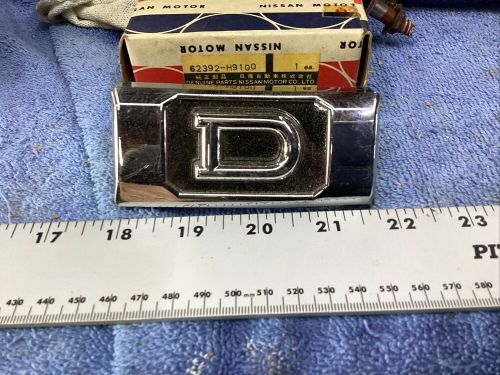 NISSAN MOTOR
NISSAN MOTOR
62392-H9100 1 ea.
純正部品 日産自動車株式会社
GENUINE PARTS NISSAN MOTOR CO., LTD.
D
17 18 19 20 21 22 23
PIT
430 440 450 460 470 480 490 500 mm 510 520 530 540 550 560 570 580